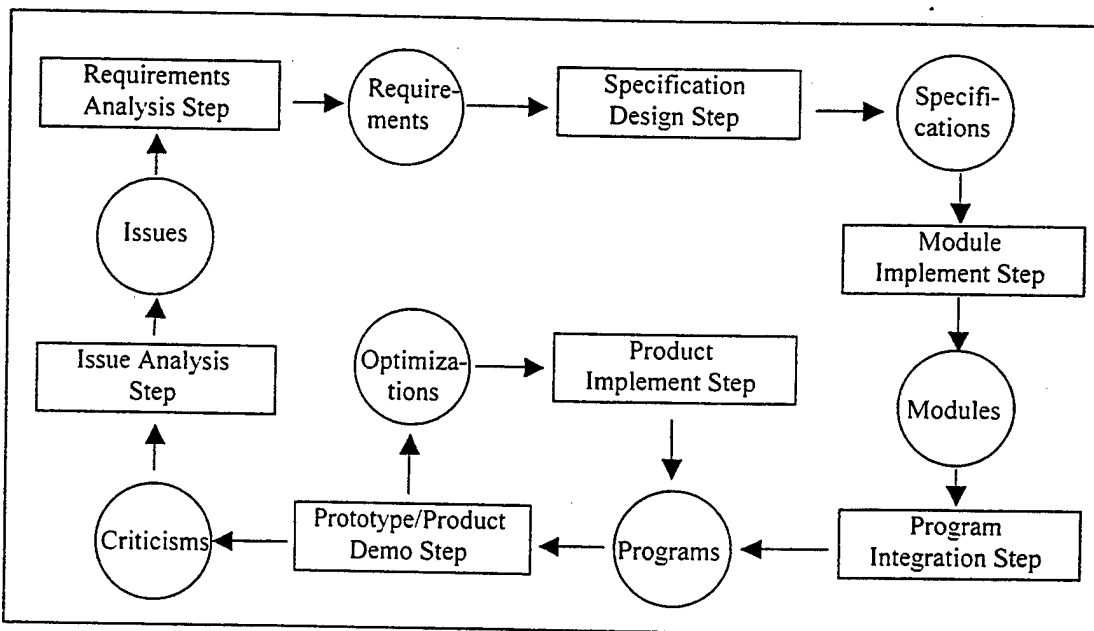 Requirements
Analysis Step
Require-
ments
Specification
Design Step
Specifi-
cations
Issues
Module
Implement Step
Issue Analysis
Step
Optimiza-
tions
Product
Implement Step
Modules
Criticisms
Prototype/Product
Demo Step
Programs
Program
Integration Step